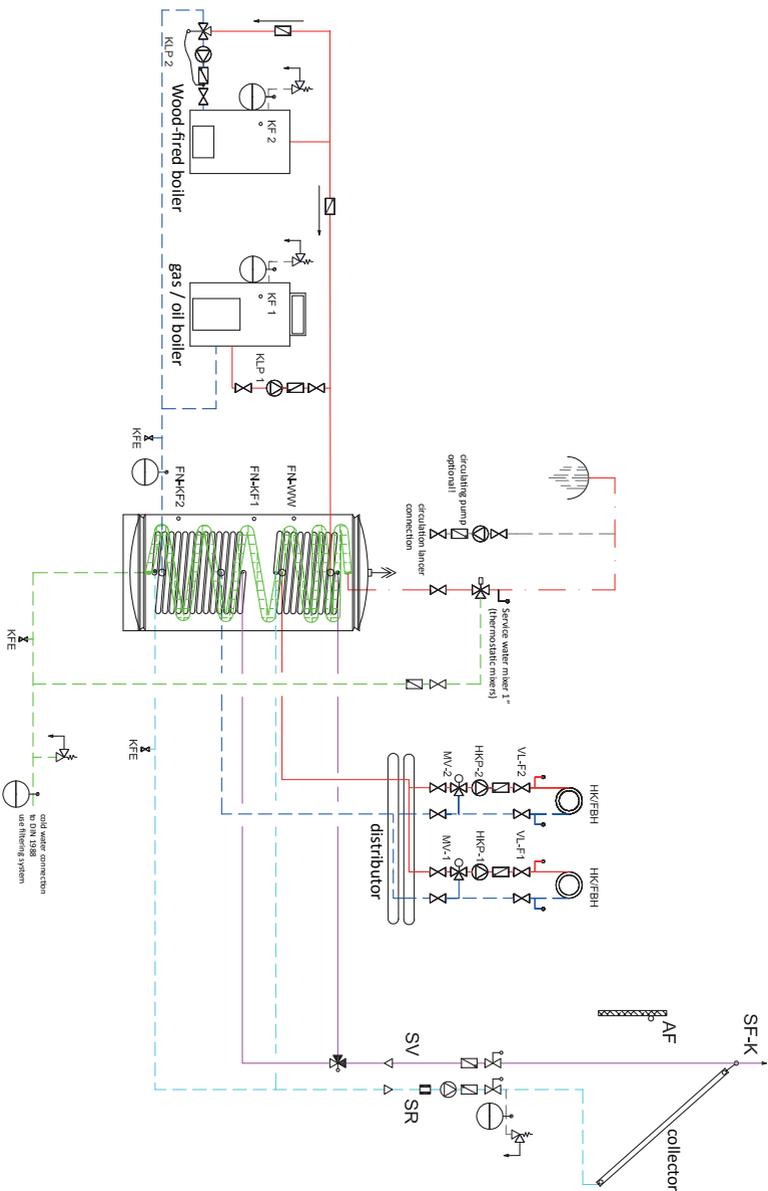 SF-K
AF
collector
HK/FBH
HK/FBH
VL-F2
VL-F1
Service water mixer 1"
(thermostatic mixers)
HKP-2
HKP-1
circulating pump
optional!
MV-2
MV-1
circulation lancer
connection
SV
SR
distributor
FN-WW
KF 2
KF 1
KLP 1
FN-KF1
Wood-fired boiler
gas / oil boiler
FN-KF2
KLP 2
KFE
KFE
KFE
cold water connection
to DIN 1988
use filtering system